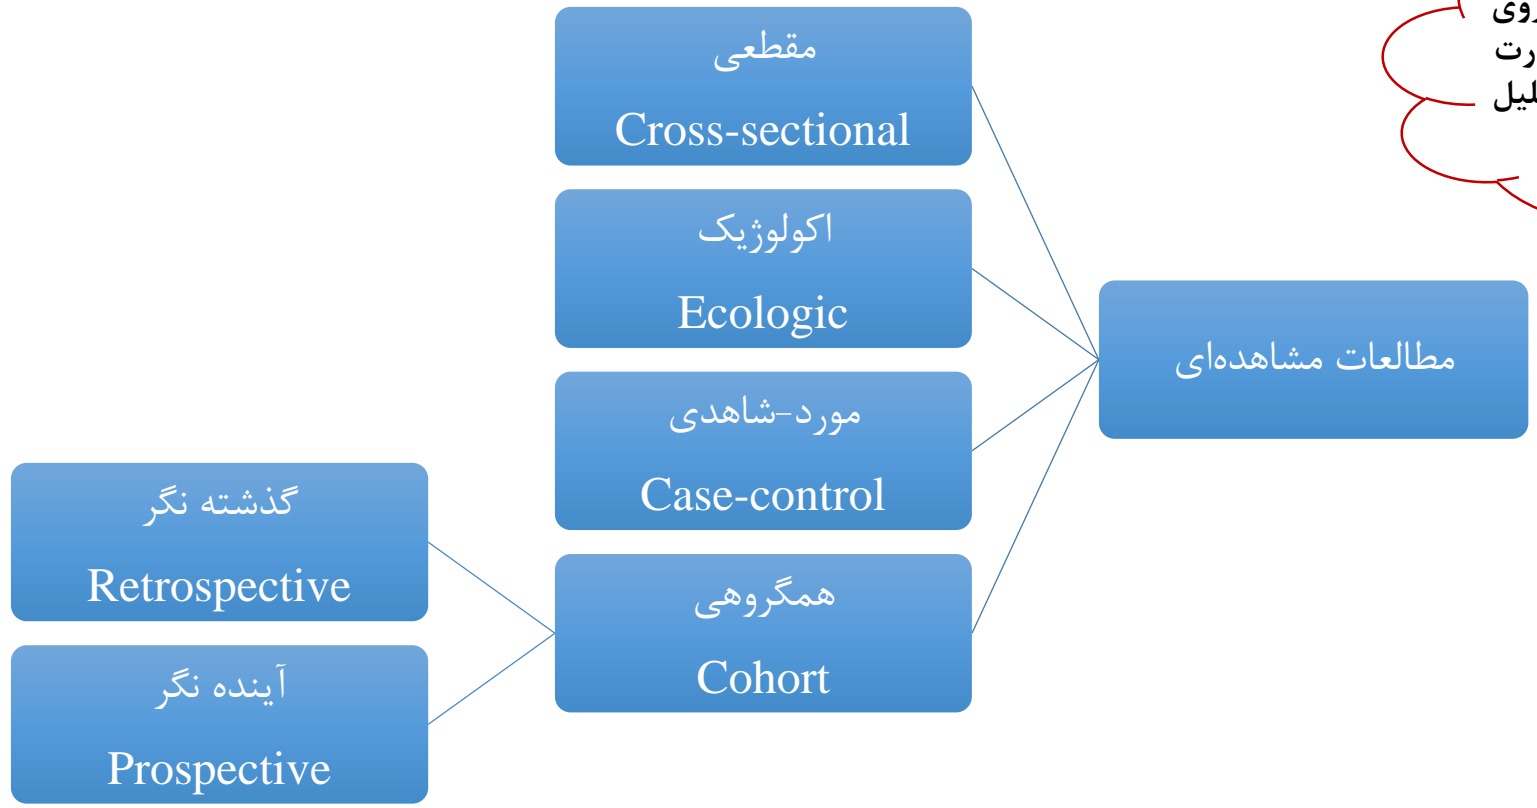 مطالعات مشاهده‌ای
مقطعی
Cross-sectional
اکولوژیک
Ecologic
مورد-شاهدی
Case-control
همگروهی
Cohort
گذشته نگر
Retrospective
آینده نگر
Prospective